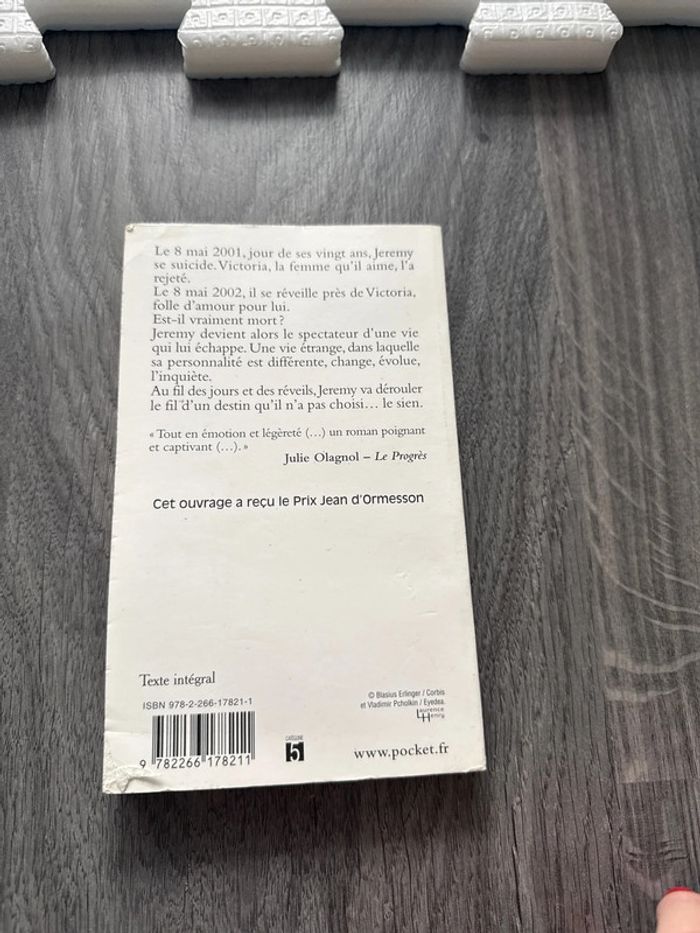 Le 8 mai 2001, jour de ses vingt ans, Jeremy
se suicide. Victoria, la femme qu'il aime, l'a
rejeté.
Le 8 mai 2002, il se réveille près de Victoria,
folle d'amour pour lui.
Est-il vraiment mort ?
Jeremy devient alors le spectateur d'une vie
qui lui échappe. Une vie étrange, dans laquelle
sa personnalité est différente, change, évolue,
l'inquiète.
Au fil des jours et des réveils, Jeremy va dérouler
le fil d'un destin qu'il n'a pas choisi… le sien.
« Tout en émotion et légèreté (…) un roman poignant
et captivant (…). »
Julie Olagnol – Le Progrès
Cet ouvrage a reçu le Prix Jean d'Ormesson
Texte intégral
ISBN 978-2-266-17821-1
© Blasius Erlinger / Corbis
et Vladimir Pcholkin / Eyedea.
Laurence
Henry
9 782266 178211
CATÉGORIE
5
www.pocket.fr